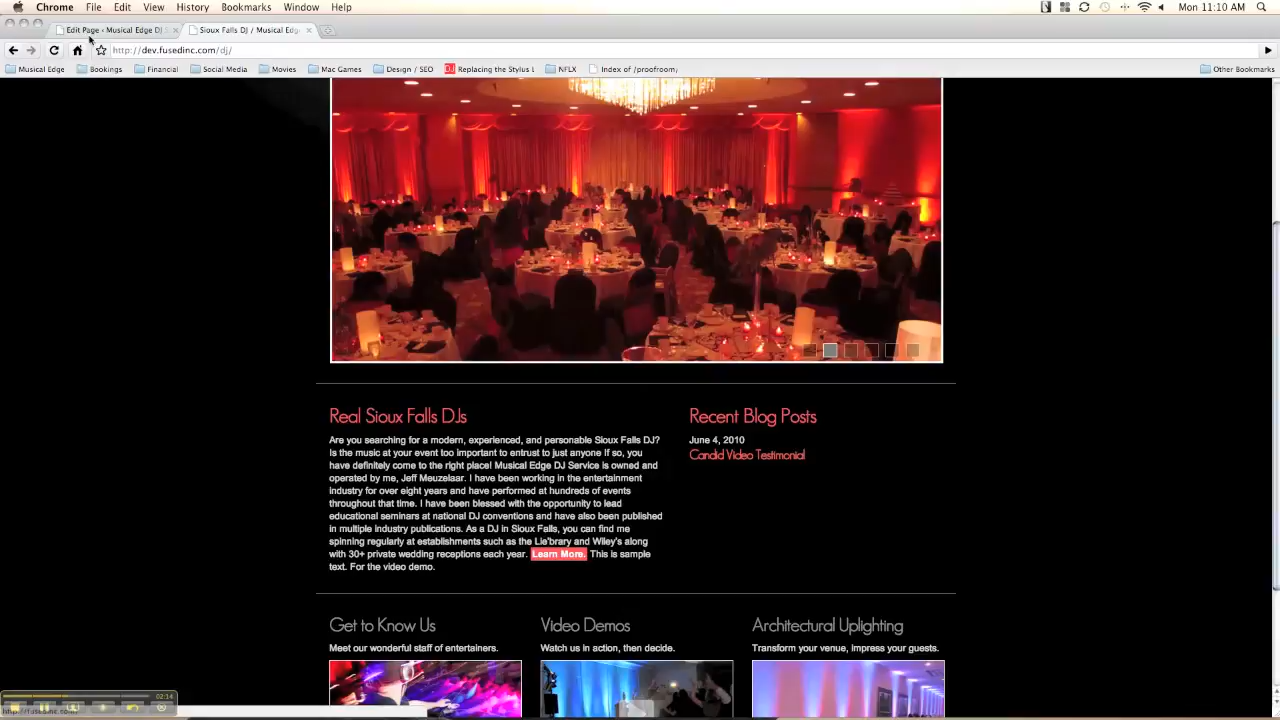 Chrome File Edit View History Bookmarks Window Help Mon 11:10 AM
Edit Page ‹ Musical Edge DJ S Sioux Falls DJ / Musical Edg
http://dev.fusedinc.com/dj/
Musical Edge Bookings Financial Social Media Movies Mac Games Design / SEO Replacing the Stylus NFLX Index of /proofroom/ Other Bookmarks
Real Sioux Falls DJs
Are you searching for a modern, experienced, and personable Sioux Falls DJ?
Is the music at your event too important to entrust to just anyone If so, you
have definitely come to the right place! Musical Edge DJ Service is owned and
operated by me, Jeff Meuzelaar. I have been working in the entertainment
industry for over eight years and have performed at hundreds of events
throughout that time. I have been blessed with the opportunity to lead
educational seminars at national DJ conventions and have also been published
in multiple industry publications. As a DJ in Sioux Falls, you can find me
spinning regularly at establishments such as the Lie'brary and Wiley's along
with 30+ private wedding receptions each year. Learn More. This is sample
text. For the video demo.
Recent Blog Posts
June 4, 2010
Candid Video Testimonial
Get to Know Us
Meet our wonderful staff of entertainers.
Video Demos
Watch us in action, then decide.
Architectural Uplighting
Transform your venue, impress your guests.
02:14